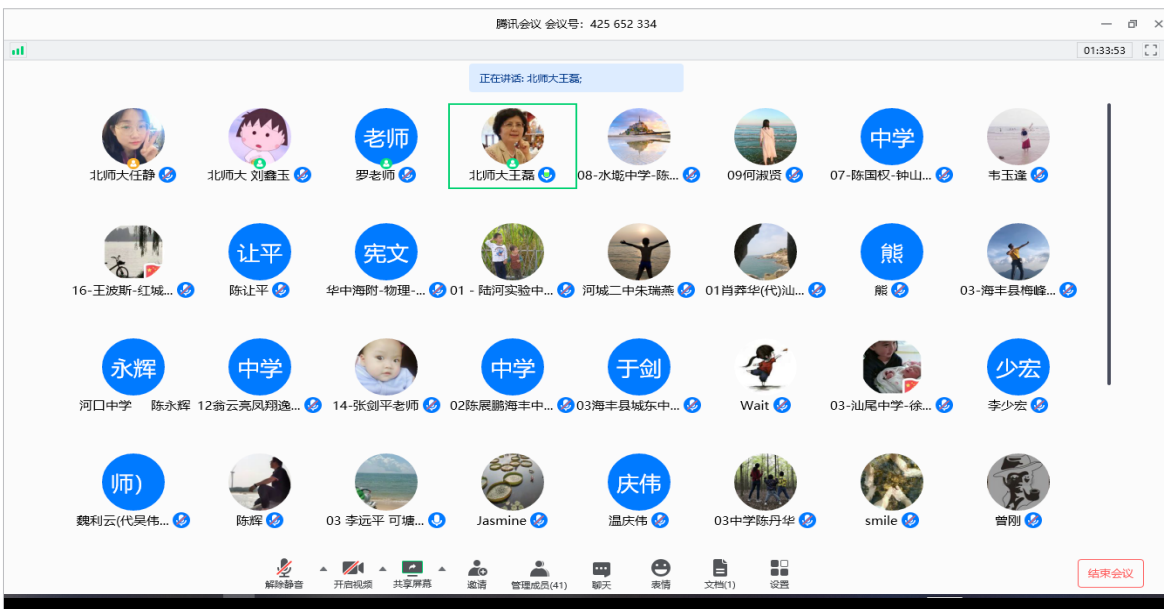 腾讯会议 会议号：425 652 334
01:33:53
正在讲话: 北师大王磊;
老师 中学
北师大任静 北师大 刘鑫玉 罗老师 北师大王磊 08-水墘中学-陈... 09何淑贤 07-陈国权-钟山... 韦玉逢
让平 宪文 熊
16-王波斯-红城... 陈让平 华中海附-物理-... 01 - 陆河实验中... 河城二中朱瑞燕 01肖莽华(代)汕... 熊 03-海丰县梅峰...
永辉 中学 中学 于剑 少宏
河口中学 陈永辉 12翁云亮凤翔逸... 14-张剑平老师 02陈展鹏海丰中... 03海丰县城东中... Wait 03-汕尾中学-徐... 李少宏
师) 庆伟
魏利云(代吴伟... 陈辉 03 李远平 可塘... Jasmine 温庆伟 03中学陈丹华 smile 曾刚
解除静音 开启视频 共享屏幕 邀请 管理成员(41) 聊天 表情 文档(1) 设置 结束会议